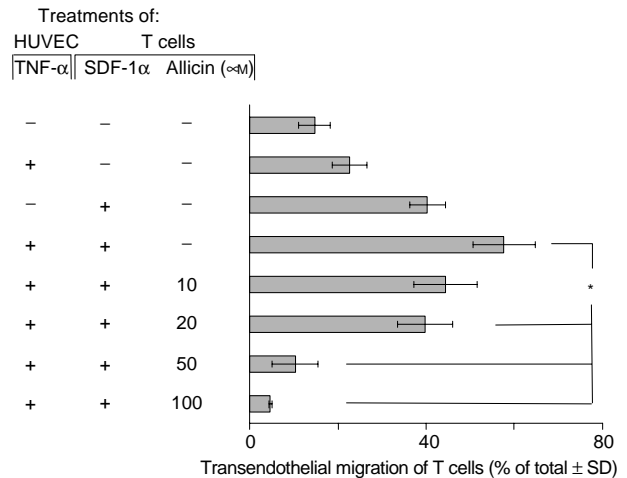 Treatments of:
HUVEC T cells
TNF-α SDF-1α Allicin (∝M)
– – –
+ – –
– + –
+ + –
+ + 10
*
+ + 20
+ + 50
+ + 100
0 40 80
Transendothelial migration of T cells (% of total ± SD)